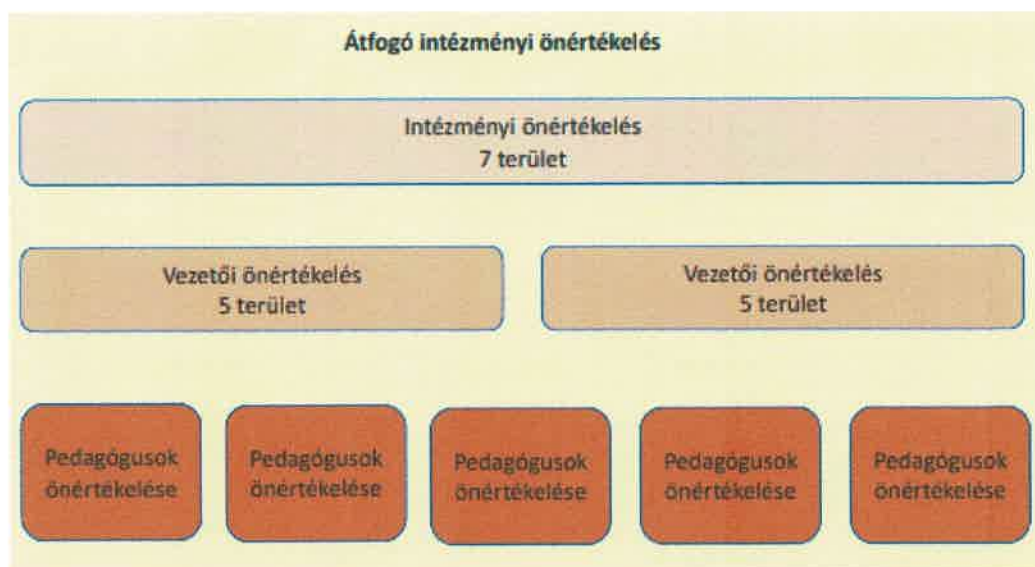 Átfogó intézményi önértékelés
Intézményi önértékelés
7 terület
Vezetői önértékelés
5 terület
Vezetői önértékelés
5 terület
Pedagógusok
önértékelése
Pedagógusok
önértékelése
Pedagógusok
önértékelése
Pedagógusok
önértékelése
Pedagógusok
önértékelése